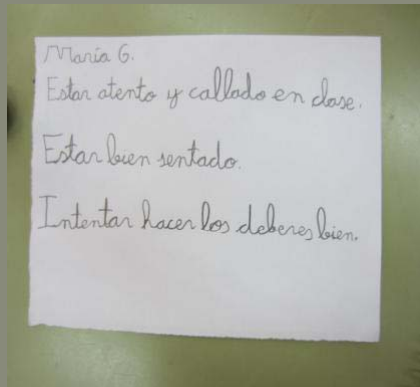 María G.
Estar atento y callado en clase.
Estar bien sentado.
Intentar hacer los deberes bien.